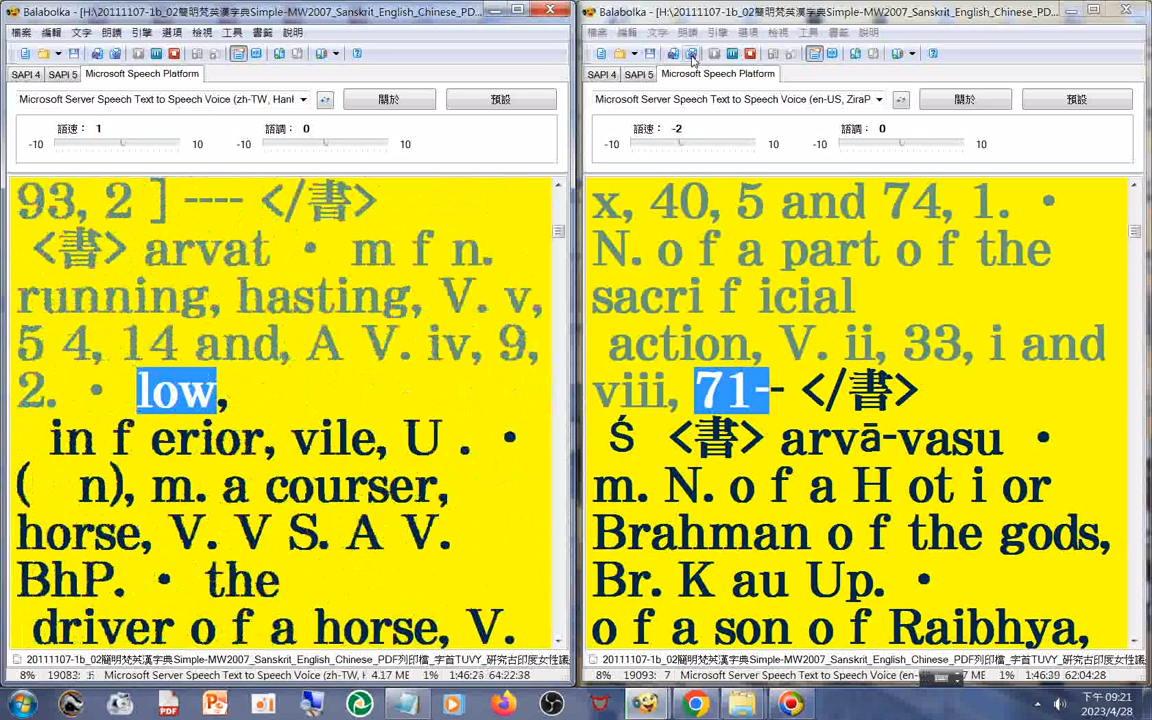 Balabolka - [H:\20111107-1b_02簡明梵英漢字典Simple-MW2007_Sanskrit_English_Chinese_PD...
檔案 編輯 文字 朗讀 引擎 選項 檢視 工具 書籤 說明
SAPI 4 SAPI 5 Microsoft Speech Platform
Microsoft Server Speech Text to Speech Voice (zh-TW, Hanl 關於 預設
語速： 1 語調： 0
-10 10 -10 10
93, 2 ] ---- </書>
<書> arvat • m f n.
running, hasting, V. v,
5 4, 14 and, A V. iv, 9,
2. • low,
in f erior, vile, U . •
( n), m. a courser,
horse, V. V S. A V.
BhP. • the
driver o f a horse, V.
20111107-1b_02簡明梵英漢字典Simple-MW2007_Sanskrit_English_Chinese_PDF列印檔_字首TUVY_研究古印度女性議
8% 19083: Microsoft Server Speech Text to Speech Voice (zh-TW, H 4.17 ME 1% 1:46:26 64:22:38
Balabolka - [H:\20111107-1b_02簡明梵英漢字典Simple-MW2007_Sanskrit_English_Chinese_PDF...
檔案 編輯 文字 朗讀 引擎 選項 檢視 工具 書籤 說明
SAPI 4 SAPI 5 Microsoft Speech Platform
Microsoft Server Speech Text to Speech Voice (en-US, ZiraP 關於 預設
語速： -2 語調： 0
-10 10 -10 10
x, 40, 5 and 74, 1. •
N. o f a part o f the
sacri f icial
action, V. ii, 33, i and
viii, 71-- </書>
Ś <書> arvā-vasu •
m. N. o f a H ot i or
Brahman o f the gods,
Br. K au Up. •
o f a son o f Raibhya,
20111107-1b_02簡明梵英漢字典Simple-MW2007_Sanskrit_English_Chinese_PDF列印檔_字首TUVY_研究古印度女性議
8% 19093: 7 Microsoft Server Speech Text to Speech Voice (en-U 1% 1:46:39 62:04:28
下午 09:21
2023/4/28